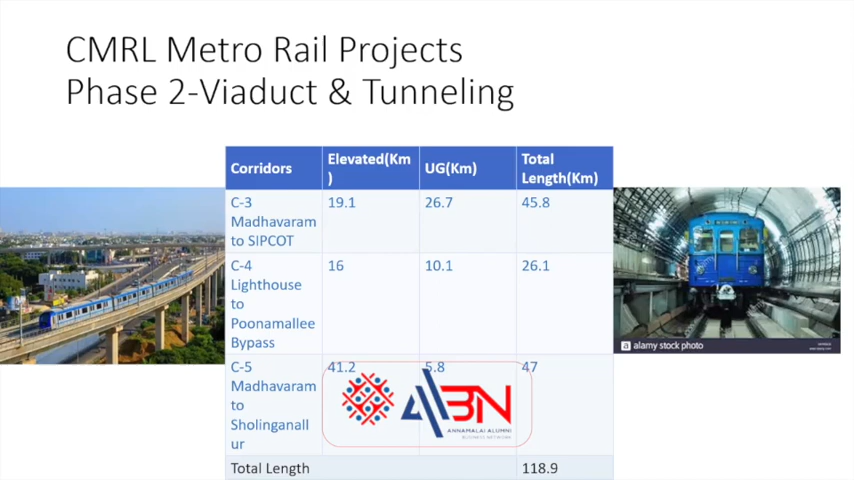 CMRL Metro Rail Projects
Phase 2-Viaduct & Tunneling
Corridors
Elevated(Km
)
UG(Km)
Total
Length(Km)
C-3
Madhavaram
to SIPCOT
19.1
26.7
45.8
C-4
Lighthouse
to
Poonamallee
Bypass
16
10.1
26.1
C-5
Madhavaram
to
Sholinganall
ur
41.2
5.8
47
Total Length
118.9
ABN
ANNAMALAI ALUMNI
BUSINESS NETWORK
a alamy stock photo